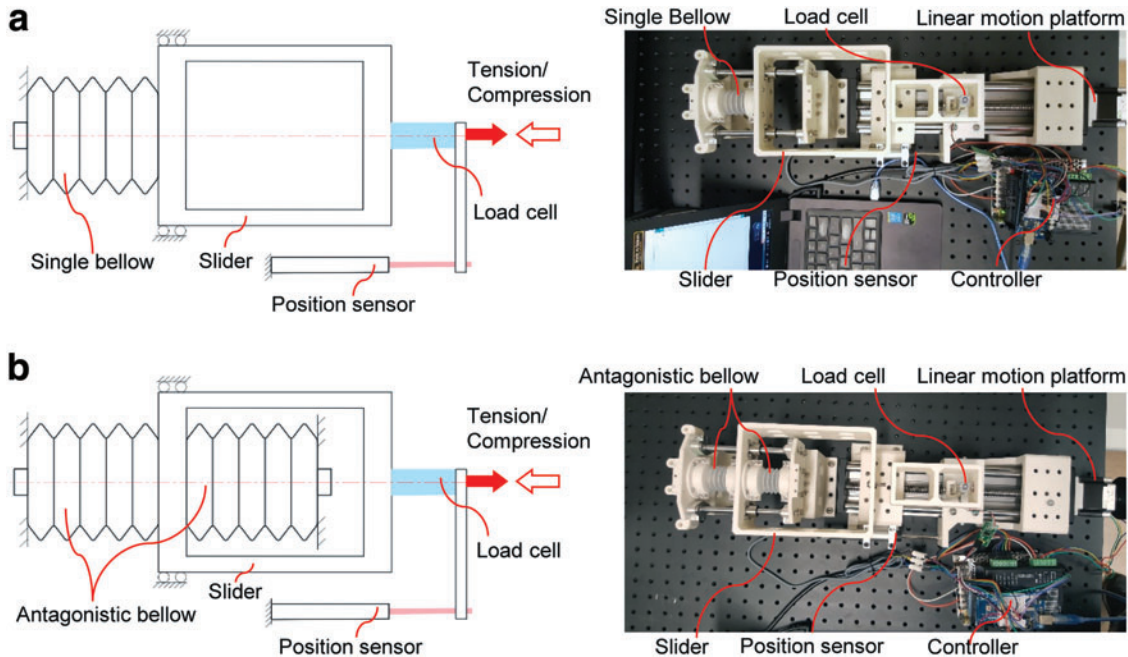 a
Tension/
Compression
Load cell
Single bellow
Slider
Position sensor
Single Bellow
Load cell
Linear motion platform
Slider
Position sensor
Controller
b
Tension/
Compression
Load cell
Slider
Antagonistic bellow
Position sensor
Antagonistic bellow
Load cell
Linear motion platform
Slider
Position sensor
Controller